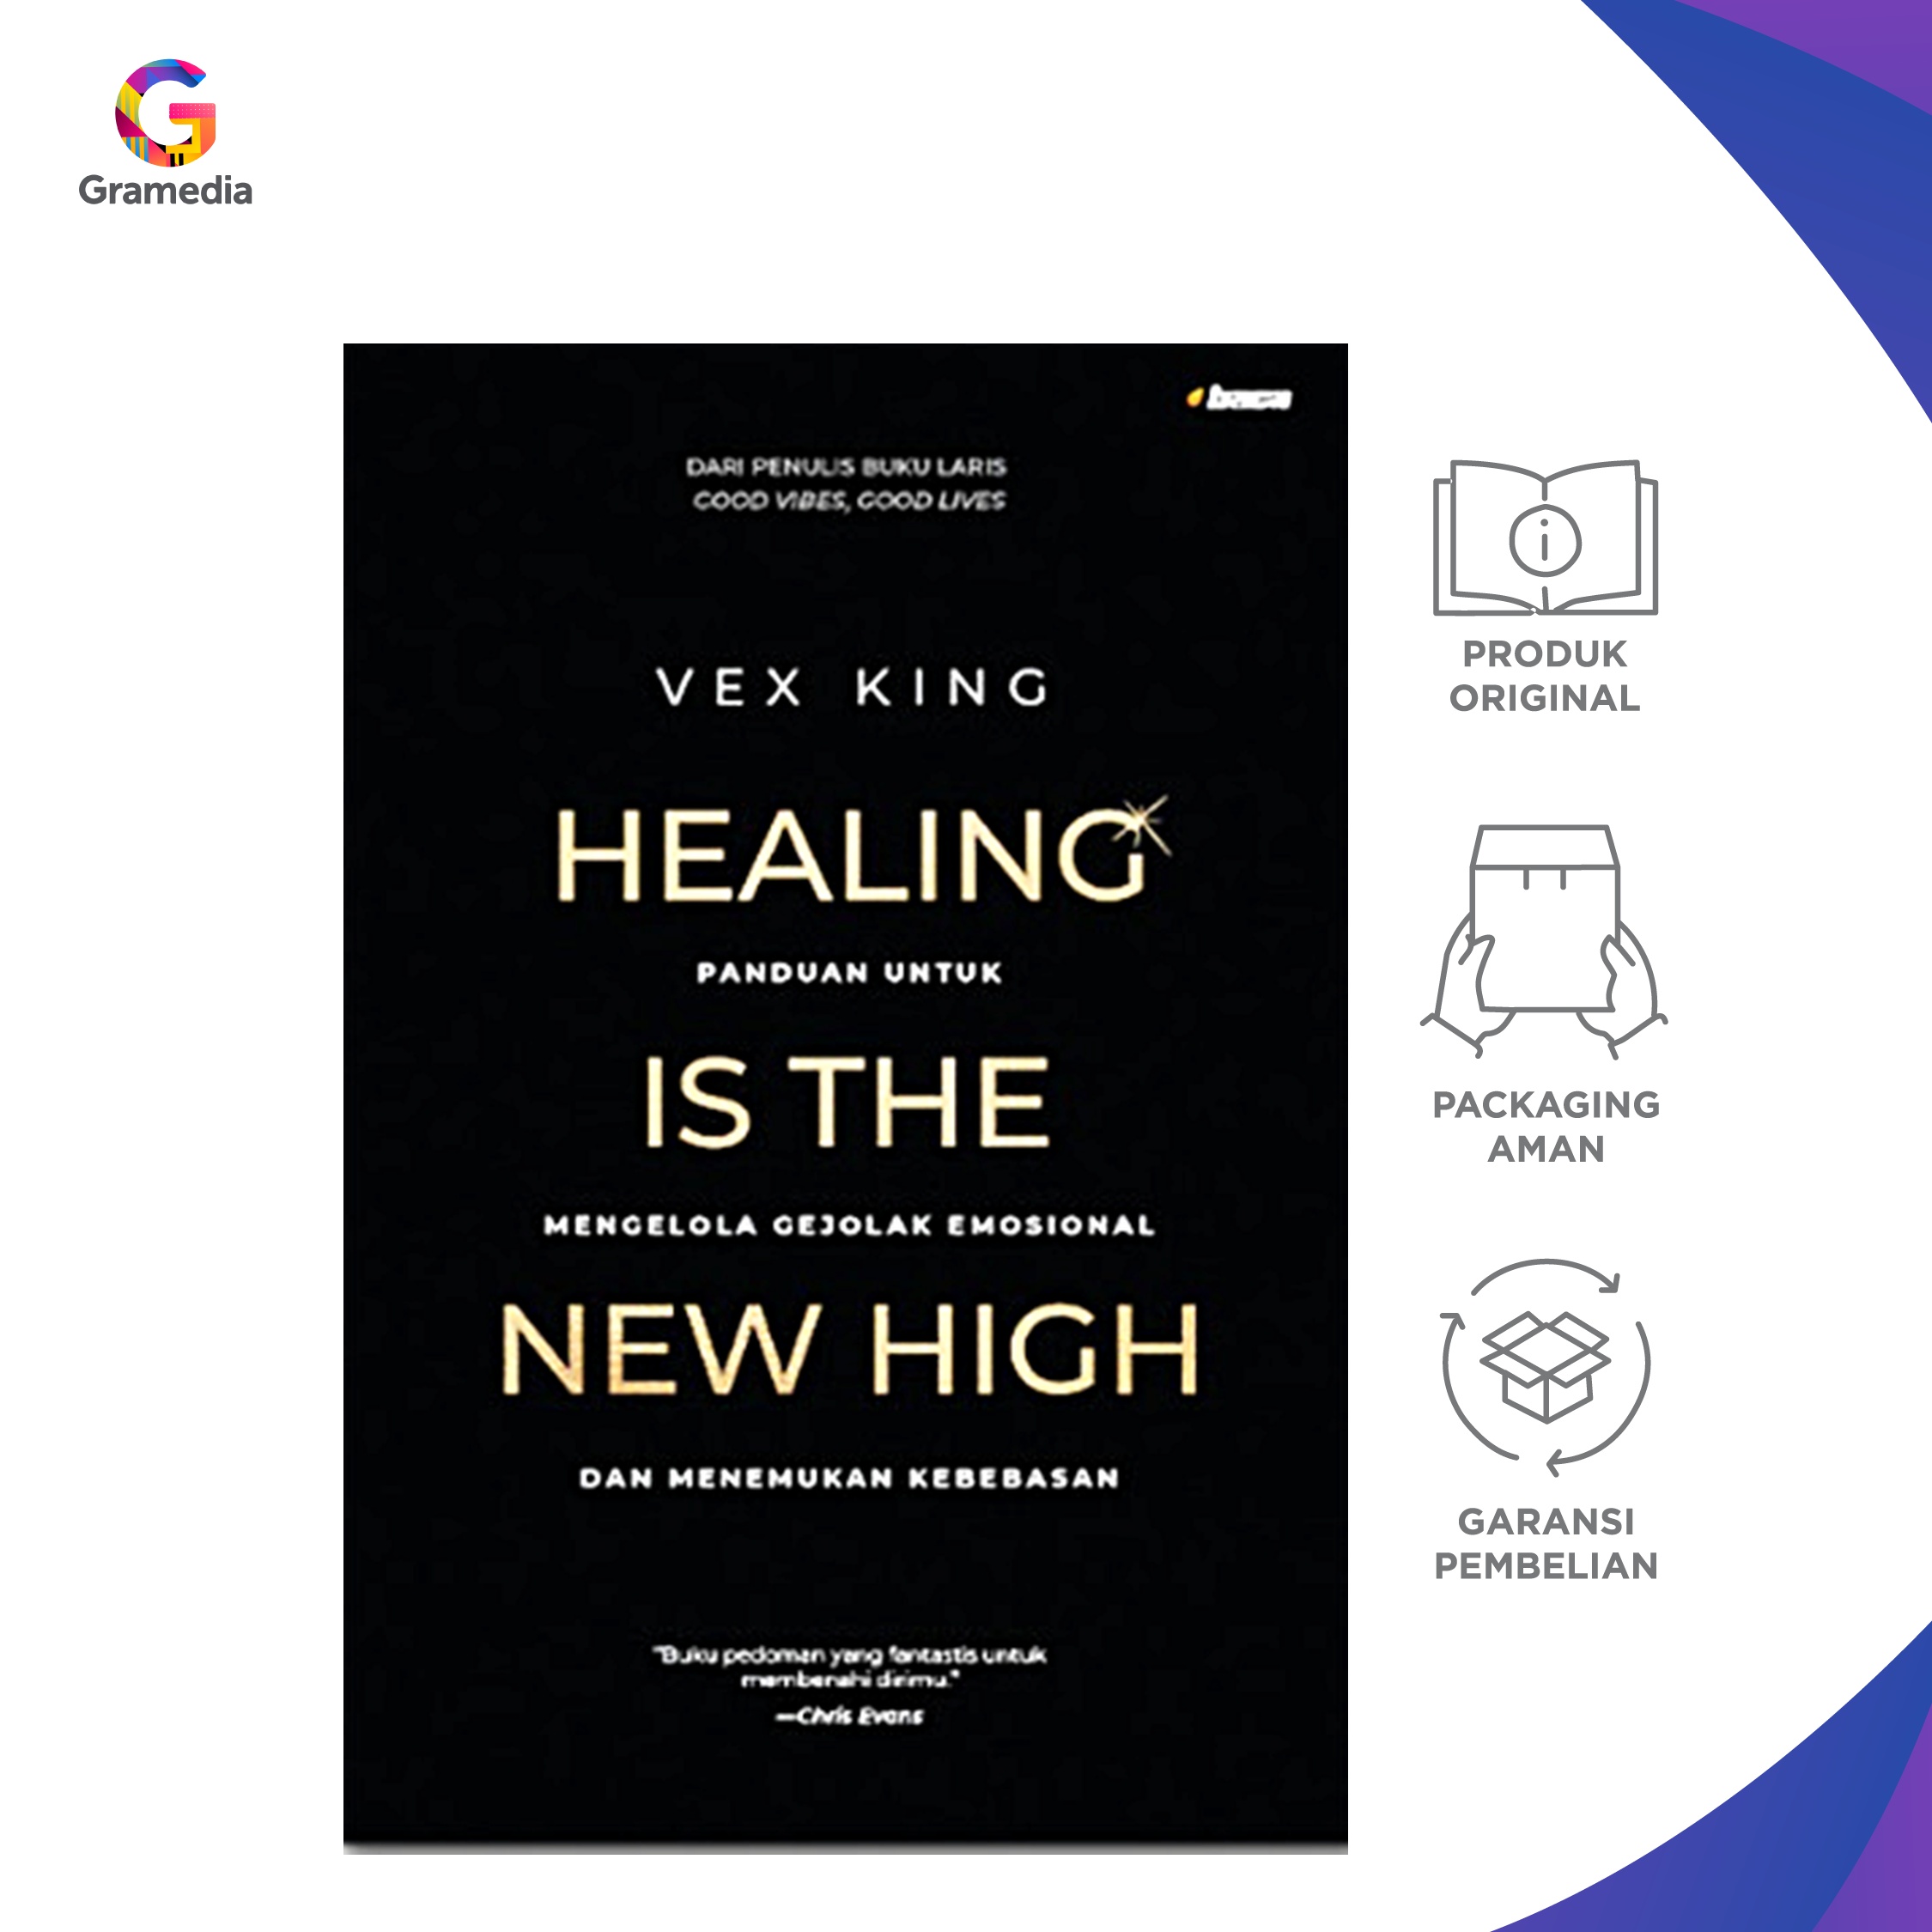 Gramedia
DARI PENULIS BUKU LARIS
GOOD VIBES, GOOD LIVES
VEX KING
HEALING
PANDUAN UNTUK
IS THE
MENGELOLA GEJOLAK EMOSIONAL
NEW HIGH
DAN MENEMUKAN KEBEBASAN
"Buku pedoman yang fantastis untuk
membenahi dirimu."
—Chris Evans
PRODUK
ORIGINAL
PACKAGING
AMAN
GARANSI
PEMBELIAN